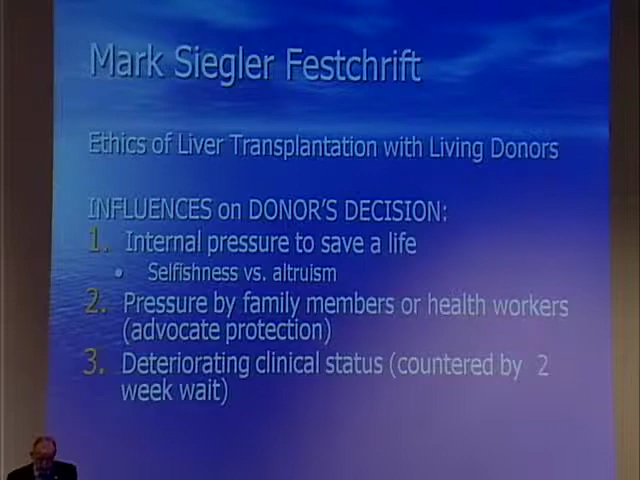 Mark Siegler Festchrift
Ethics of Liver Transplantation with Living Donors
INFLUENCES on DONOR'S DECISION:
1. Internal pressure to save a life
• Selfishness vs. altruism
2. Pressure by family members or health workers
(advocate protection)
3. Deteriorating clinical status (countered by 2
week wait)